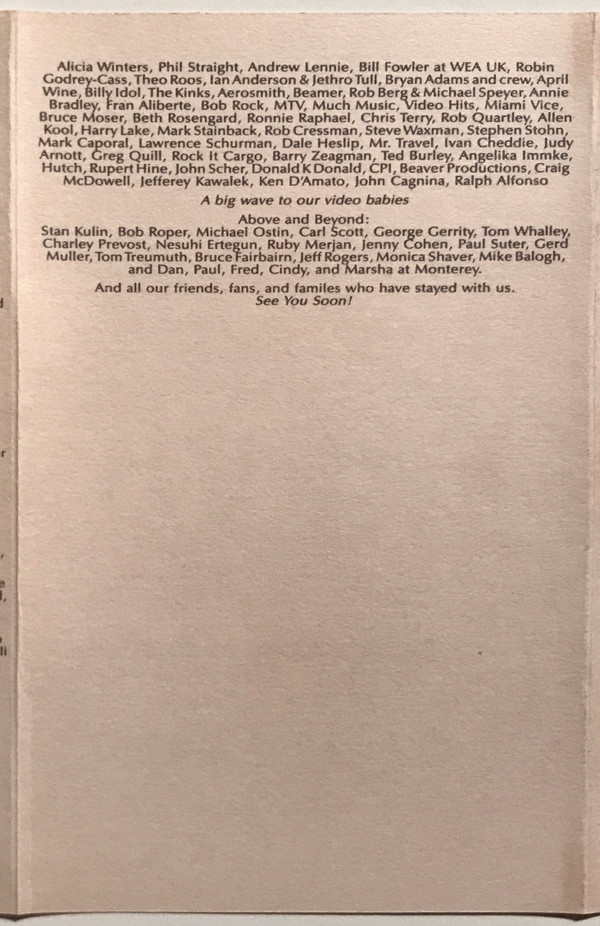 Alicia Winters, Phil Straight, Andrew Lennie, Bill Fowler at WEA UK, Robin
Godrey-Cass, Theo Roos, Ian Anderson & Jethro Tull, Bryan Adams and crew, April
Wine, Billy Idol, The Kinks, Aerosmith, Beamer, Rob Berg & Michael Speyer, Annie
Bradley, Fran Aliberte, Bob Rock, MTV, Much Music, Video Hits, Miami Vice,
Bruce Moser, Beth Rosengard, Ronnie Raphael, Chris Terry, Rob Quartley, Allen
Kool, Harry Lake, Mark Stainback, Rob Cressman, Steve Waxman, Stephen Stohn,
Mark Caporal, Lawrence Schurman, Dale Heslip, Mr. Travel, Ivan Cheddie, Judy
Arnott, Greg Quill, Rock It Cargo, Barry Zeagman, Ted Burley, Angelika Immke,
Hutch, Rupert Hine, John Scher, Donald K Donald, CPI, Beaver Productions, Craig
McDowell, Jefferey Kawalek, Ken D'Amato, John Cagnina, Ralph Alfonso
A big wave to our video babies
Above and Beyond:
Stan Kulin, Bob Roper, Michael Ostin, Carl Scott, George Gerrity, Tom Whalley,
Charley Prevost, Nesuhi Ertegun, Ruby Merjan, Jenny Cohen, Paul Suter, Gerd
Muller, Tom Treumuth, Bruce Fairbairn, Jeff Rogers, Monica Shaver, Mike Balogh,
and Dan, Paul, Fred, Cindy, and Marsha at Monterey.
And all our friends, fans, and familes who have stayed with us.
See You Soon!